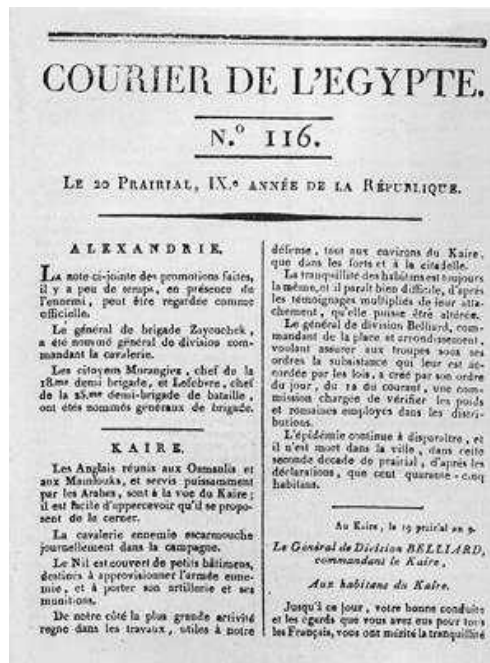 COURIER DE L'EGYPTE.
N.º 116.
LE 20 PRAIRIAL, IX.e ANNÉE DE LA RÉPUBLIQUE.
ALEXANDRIE.
LA note ci-jointe des promotions faites,
il y a peu de temps, en présence de
l'ennemi, peut être regardée comme
officielle.
Le général de brigade Zayonchek,
a été nommé général de division com-
mandant la cavalerie.
Les citoyens Morangiez, chef de la
18.me demi brigade, et Lefebvre, chef
de la 25.me demi-brigade de bataille,
ont étés nommés généraux de brigade.
KAIRE.
Les Anglais réunis aux Osmanlis et
aux Mamlouks, et servis puissamment
par les Arabes, sont à la vue du Kaire;
il est facile d'appercevoir qu'il se propo-
sent de le cerner.
La cavalerie ennemie escarmouche
journellement dans la campagne.
Le Nil est couvert de petits bâtimens,
destinés à approvisionner l'armée enne-
mie, et à porter son artillerie et ses
munitions.
De nôtre côté la plus grande activité
regne dans les travaux, utiles à notre
défense, tout aux environs du Kaire,
que dans les forts et à la citadelle.
La tranquillité des habitans est toujours
la même, et il paraît bien difficile, d'après
les témoignages multipliés de leur atta-
chement, qu'elle puisse être altérée.
Le général de division Belliard, com-
mandant de la place et arrondissement,
voulant assurer aux troupes sous ses
ordres la subsistance qui leur est ac-
cordée par les lois, a créé par son ordre
du jour, du 12 du courant, une com-
mission chargée de vérifier les poids
et romaines employés dans les distri-
butions.
L'épidémie continue à disparoître, et
il n'est mort dans la ville, dans cette
seconde decade de prairial, d'après les
déclarations, que cent quarante-cinq
habitans.
Au Kaire, le 19 prairial an 9.
Le Général de Division BELLIARD,
commandant le Kaire,
Aux habitans du Kaire.
Jusqu'à ce jour, votre bonne conduite
et les égards que vous avez eus pour tous
les Français, vous ont mérité la tranquillité